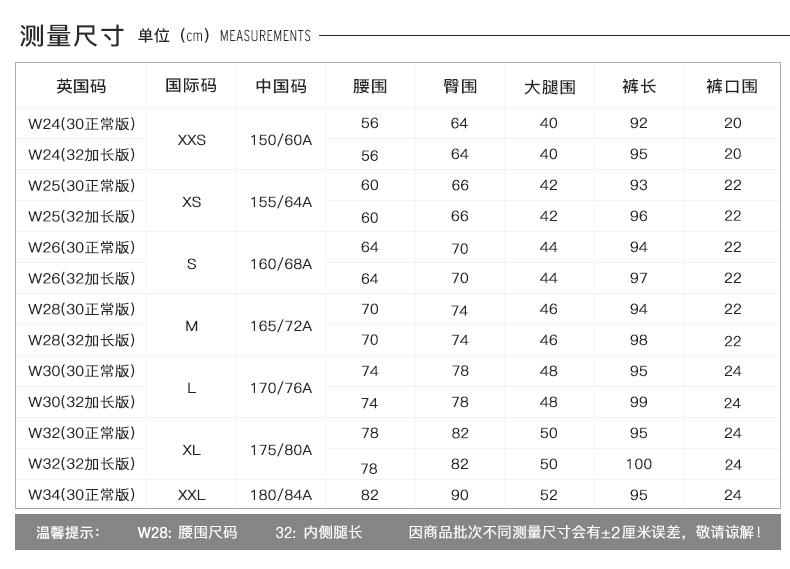 测量尺寸 单位（cm）MEASUREMENTS
英国码 国际码 中国码 腰围 臀围 大腿围 裤长 裤口围
W24(30正常版) XXS 150/60A 56 64 40 92 20
W24(32加长版) 56 64 40 95 20
W25(30正常版) XS 155/64A 60 66 42 93 22
W25(32加长版) 60 66 42 96 22
W26(30正常版) S 160/68A 64 70 44 94 22
W26(32加长版) 64 70 44 97 22
W28(30正常版) M 165/72A 70 74 46 94 22
W28(32加长版) 70 74 46 98 22
W30(30正常版) L 170/76A 74 78 48 95 24
W30(32加长版) 74 78 48 99 24
W32(30正常版) XL 175/80A 78 82 50 95 24
W32(32加长版) 78 82 50 100 24
W34(30正常版) XXL 180/84A 82 90 52 95 24
温馨提示： W28: 腰围尺码 32: 内侧腿长 因商品批次不同测量尺寸会有±2厘米误差，敬请谅解！